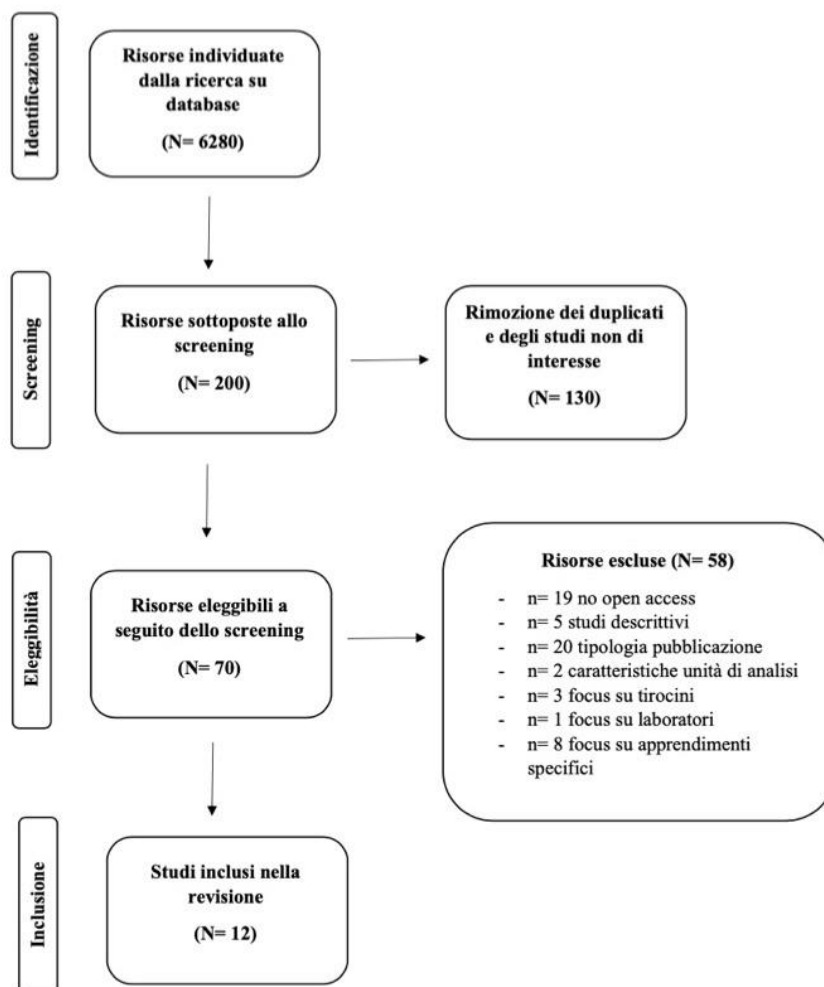 Identificazione
Risorse individuate
dalla ricerca su
database
(N= 6280)
Screening
Risorse sottoposte allo
screening
(N= 200)
Rimozione dei duplicati
e degli studi non di
interesse
(N= 130)
Eleggibilità
Risorse eleggibili a
seguito dello screening
(N= 70)
Risorse escluse (N= 58)
- n= 19 no open access
- n= 5 studi descrittivi
- n= 20 tipologia pubblicazione
- n= 2 caratteristiche unità di analisi
- n= 3 focus su tirocini
- n= 1 focus su laboratori
- n= 8 focus su apprendimenti
specifici
Inclusione
Studi inclusi nella
revisione
(N= 12)